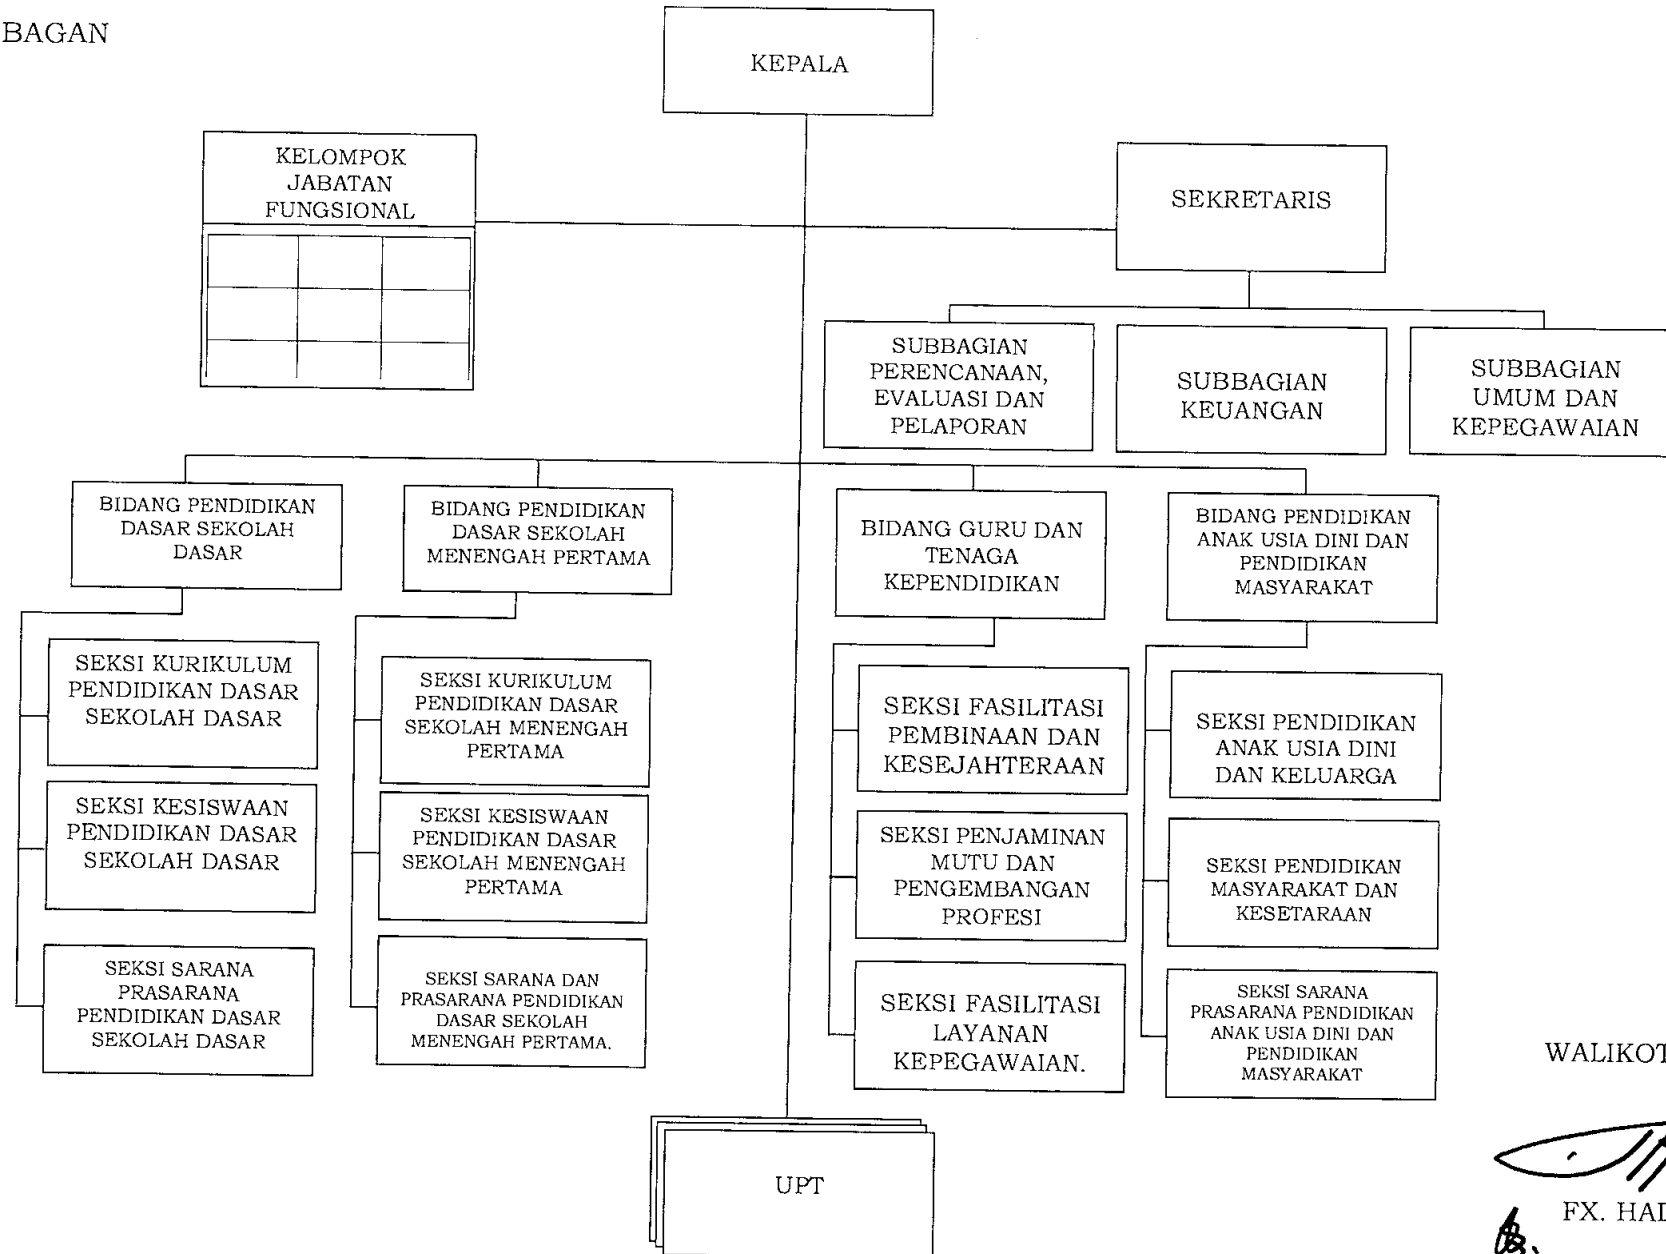 BAGAN
KEPALA
KELOMPOK
JABATAN
FUNGSIONAL
SEKRETARIS
SUBBAGIAN
PERENCANAAN,
EVALUASI DAN
PELAPORAN
SUBBAGIAN
KEUANGAN
SUBBAGIAN
UMUM DAN
KEPEGAWAIAN
BIDANG PENDIDIKAN
DASAR SEKOLAH
DASAR
BIDANG PENDIDIKAN
DASAR SEKOLAH
MENENGAH PERTAMA
BIDANG GURU DAN
TENAGA
KEPENDIDIKAN
BIDANG PENDIDIKAN
ANAK USIA DINI DAN
PENDIDIKAN
MASYARAKAT
SEKSI KURIKULUM
PENDIDIKAN DASAR
SEKOLAH DASAR
SEKSI KURIKULUM
PENDIDIKAN DASAR
SEKOLAH MENENGAH
PERTAMA
SEKSI FASILITASI
PEMBINAAN DAN
KESEJAHTERAAN
SEKSI PENDIDIKAN
ANAK USIA DINI
DAN KELUARGA
SEKSI KESISWAAN
PENDIDIKAN DASAR
SEKOLAH DASAR
SEKSI KESISWAAN
PENDIDIKAN DASAR
SEKOLAH MENENGAH
PERTAMA
SEKSI PENJAMINAN
MUTU DAN
PENGEMBANGAN
PROFESI
SEKSI PENDIDIKAN
MASYARAKAT DAN
KESETARAAN
SEKSI SARANA
PRASARANA
PENDIDIKAN DASAR
SEKOLAH DASAR
SEKSI SARANA DAN
PRASARANA PENDIDIKAN
DASAR SEKOLAH
MENENGAH PERTAMA.
SEKSI FASILITASI
LAYANAN
KEPEGAWAIAN.
SEKSI SARANA
PRASARANA PENDIDIKAN
ANAK USIA DINI DAN
PENDIDIKAN
MASYARAKAT
UPT
WALIKOT
FX. HAD